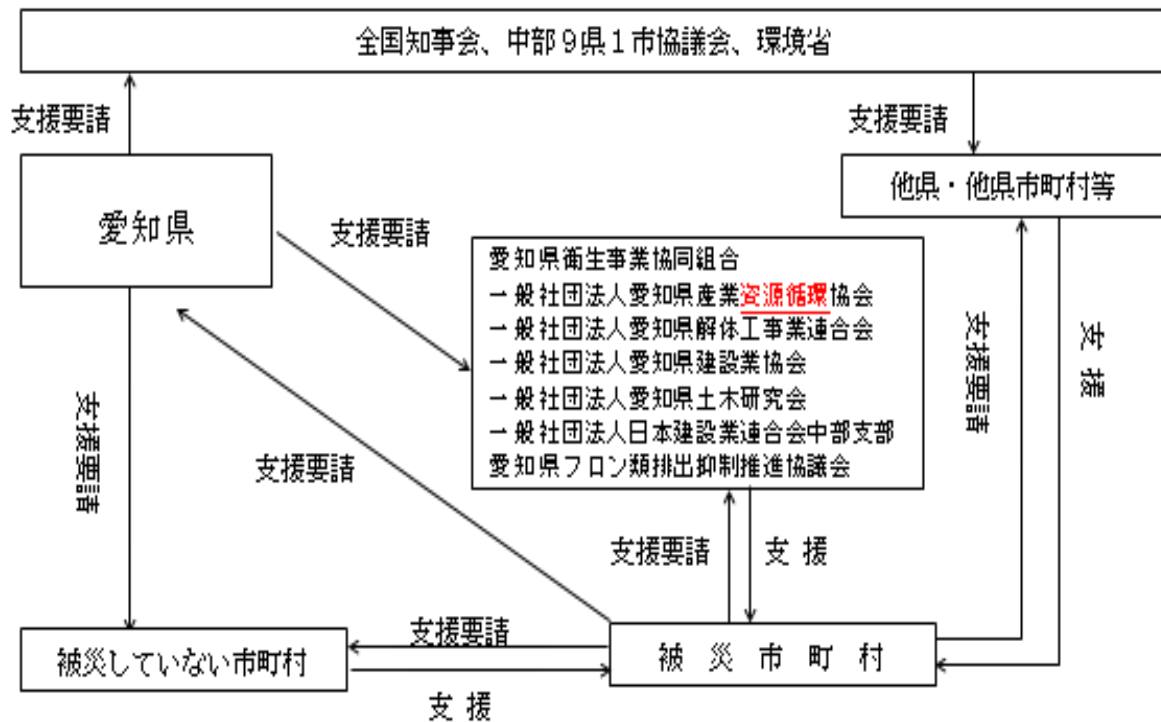 全国知事会、中部９県１市協議会、環境省
支援要請
支援要請
愛知県
他県・他県市町村等
支援要請
愛知県衛生事業協同組合
一般社団法人愛知県産業資源循環協会
一般社団法人愛知県解体工事業連合会
一般社団法人愛知県建設業協会
一般社団法人愛知県土木研究会
一般社団法人日本建設業連合会中部支部
愛知県フロン類排出抑制推進協議会
支援要請
支援
支援要請
支援要請
支援要請
支援
被災していない市町村
支援要請
支援
被災市町村